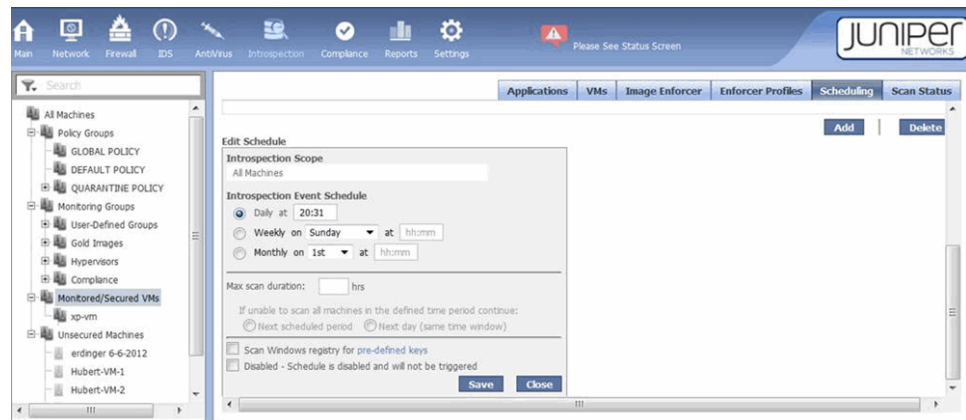 Main Network Firewall IDS AntiVirus Introspection Compliance Reports Settings
Please See Status Screen
JUNIPER
NETWORKS
Search
All Machines
Policy Groups
GLOBAL POLICY
DEFAULT POLICY
QUARANTINE POLICY
Monitoring Groups
User-Defined Groups
Gold Images
Hypervisors
Compliance
Monitored/Secured VMs
xp-vm
Unsecured Machines
erdinger 6-6-2012
Hubert-VM-1
Hubert-VM-2
Applications VMs Image Enforcer Enforcer Profiles Scheduling Scan Status
Add Delete
Edit Schedule
Introspection Scope
All Machines
Introspection Event Schedule
Daily at 20:31
Weekly on Sunday at hh:mm
Monthly on 1st at hh:mm
Max scan duration: hrs
If unable to scan all machines in the defined time period continue:
Next scheduled period Next day (same time window)
Scan Windows registry for pre-defined keys
Disabled - Schedule is disabled and will not be triggered
Save Close